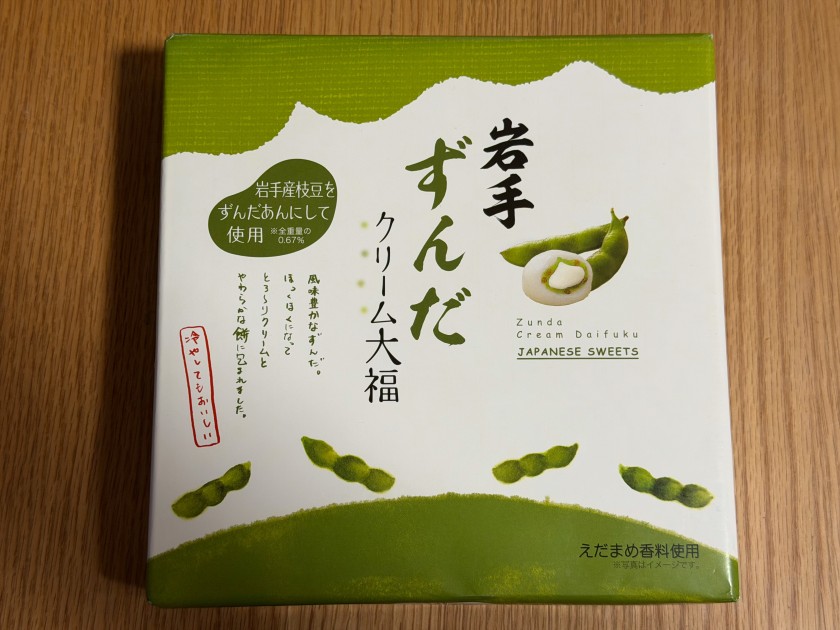 岩手
ずんだ
クリーム大福
岩手産枝豆を
ずんだあんにして
使用 ※全重量の
0.67%
風味豊かなずんだ。
ほっくほくになって
とろ〜りクリームと
やわらかな餅に包まれました。
冷やしてもおいしい
Zunda
Cream Daifuku
JAPANESE SWEETS
えだまめ香料使用
※写真はイメージです。